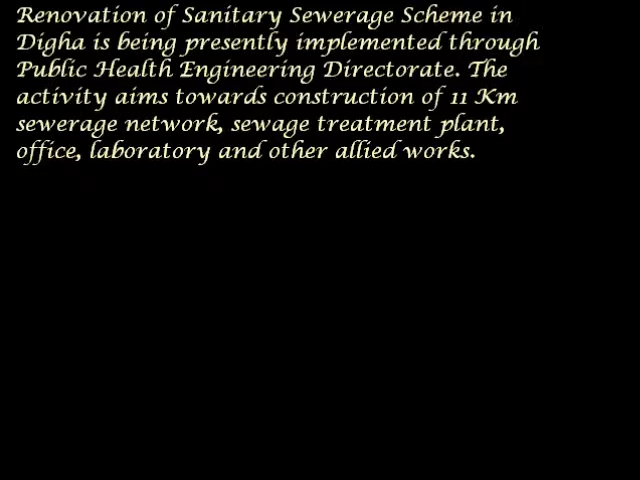 Renovation of Sanitary Sewerage Scheme in
Digha is being presently implemented through
Public Health Engineering Directorate. The
activity aims towards construction of 11 Km
sewerage network, sewage treatment plant,
office, laboratory and other allied works.